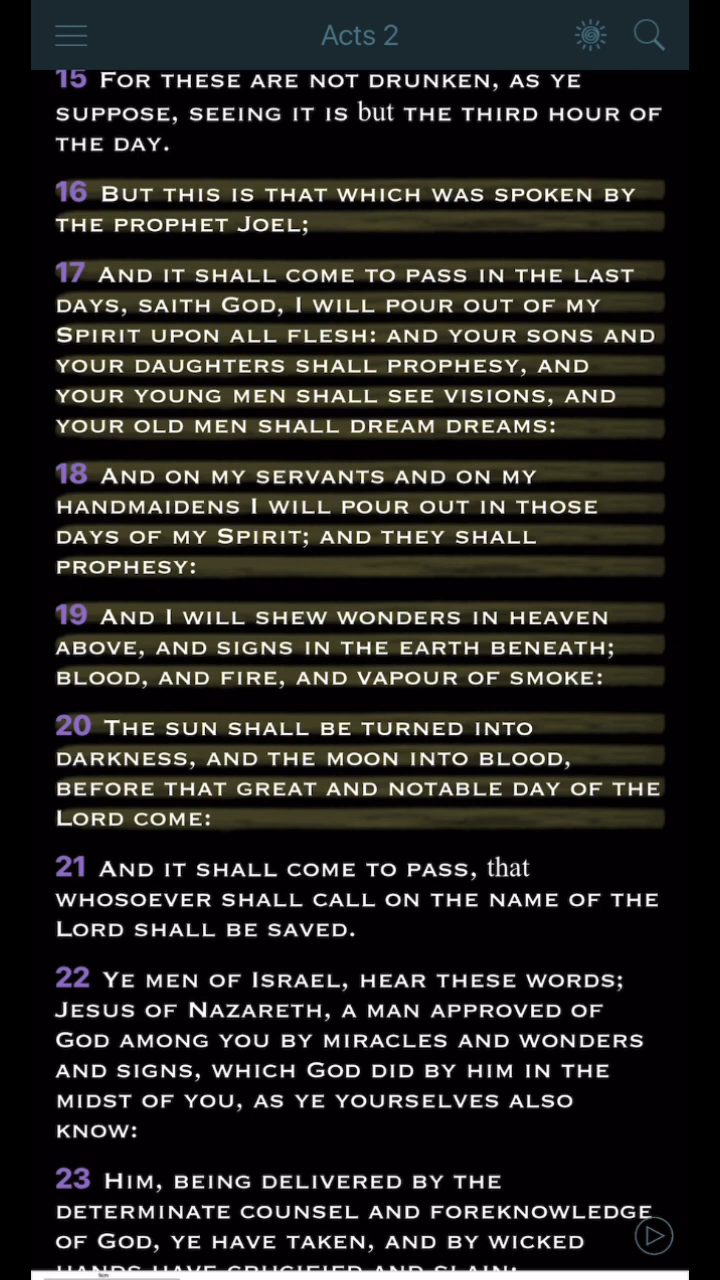 Acts 2
15 For these are not drunken, as ye
suppose, seeing it is but the third hour of
the day.
16 But this is that which was spoken by
the prophet Joel;
17 And it shall come to pass in the last
days, saith God, I will pour out of my
Spirit upon all flesh: and your sons and
your daughters shall prophesy, and
your young men shall see visions, and
your old men shall dream dreams:
18 And on my servants and on my
handmaidens I will pour out in those
days of my Spirit; and they shall
prophesy:
19 And I will shew wonders in heaven
above, and signs in the earth beneath;
blood, and fire, and vapour of smoke:
20 The sun shall be turned into
darkness, and the moon into blood,
before that great and notable day of the
Lord come:
21 And it shall come to pass, that
whosoever shall call on the name of the
Lord shall be saved.
22 Ye men of Israel, hear these words;
Jesus of Nazareth, a man approved of
God among you by miracles and wonders
and signs, which God did by him in the
midst of you, as ye yourselves also
know:
23 Him, being delivered by the
determinate counsel and foreknowledge
of God, ye have taken, and by wicked
hands have crucified and slain: